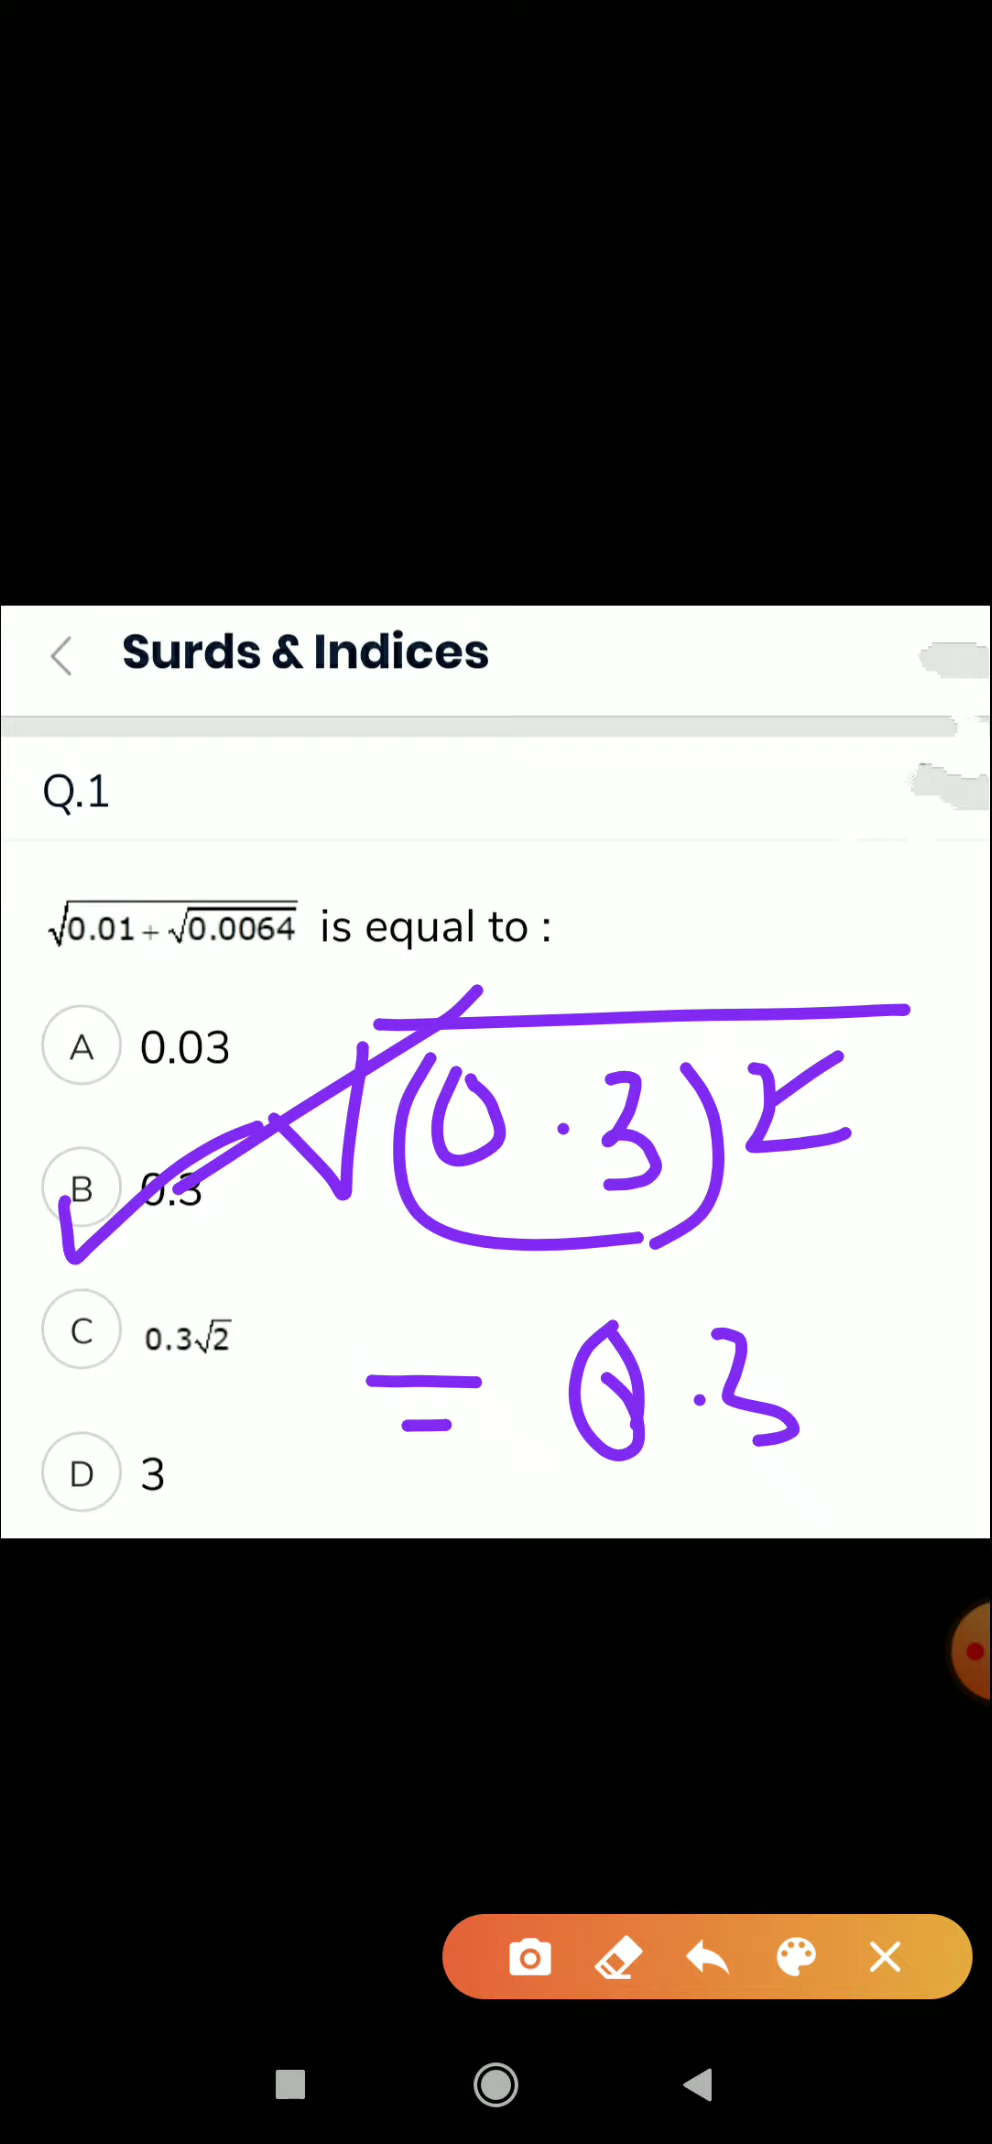 Surds & Indices
Q.1
√0.01+√0.0064 is equal to :
A 0.03
√(0.3)2
B 0.3
C 0.3√2
= 0.3
D 3